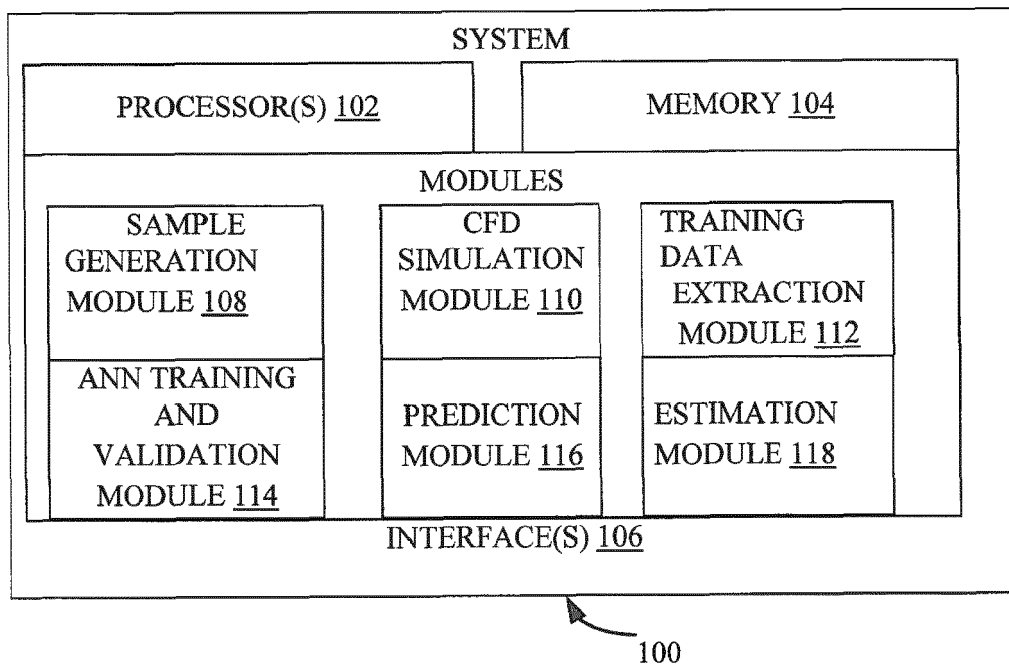 SYSTEM
PROCESSOR(S) 102
MEMORY 104
MODULES
SAMPLE
GENERATION
MODULE 108
CFD
SIMULATION
MODULE 110
TRAINING
DATA
EXTRACTION
MODULE 112
ANN TRAINING
AND
VALIDATION
MODULE 114
PREDICTION
MODULE 116
ESTIMATION
MODULE 118
INTERFACE(S) 106
100